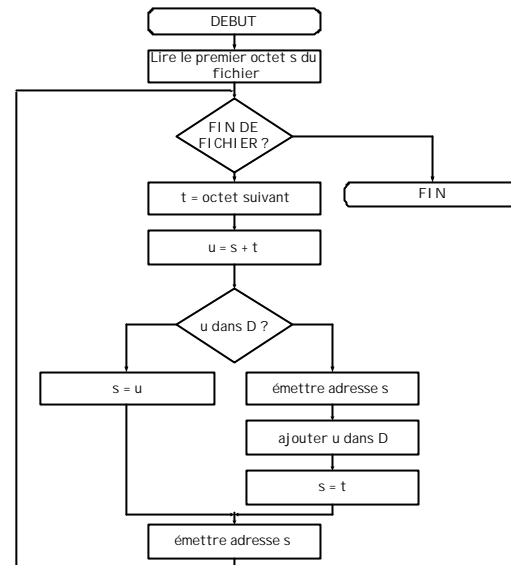 DEBUT
Lire le premier octet s du
fichier
FIN DE
FICHIER ?
t = octet suivant
FIN
u = s + t
u dans D ?
s = u
émettre adresse s
ajouter u dans D
s = t
émettre adresse s